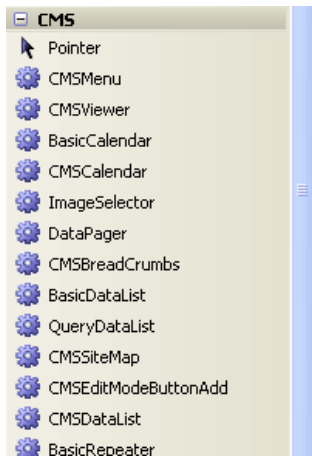 CMS
Pointer
CMSMenu
CMSViewer
BasicCalendar
CMSCalendar
ImageSelector
DataPager
CMSBreadCrumbs
BasicDataList
QueryDataList
CMSSiteMap
CMSEditModeButtonAdd
CMSDataList
BasicRepeater